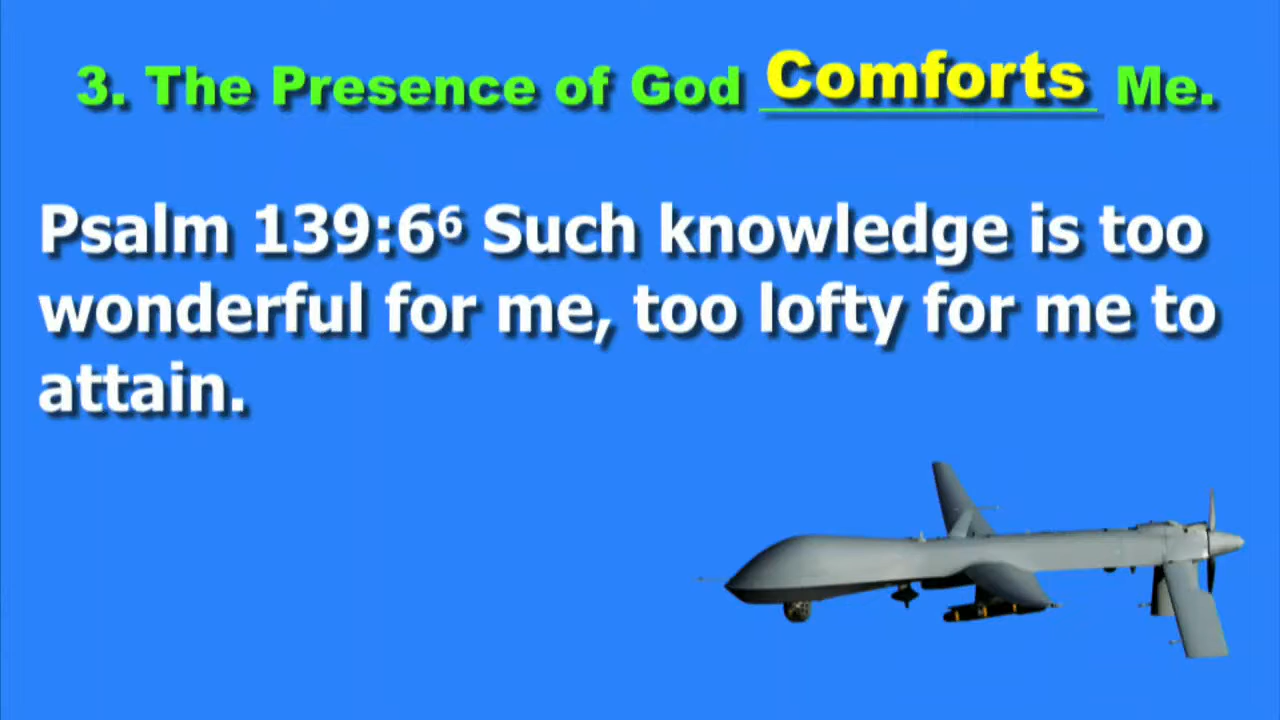 3. The Presence of God Comforts Me.
Psalm 139:6⁶ Such knowledge is too
wonderful for me, too lofty for me to
attain.